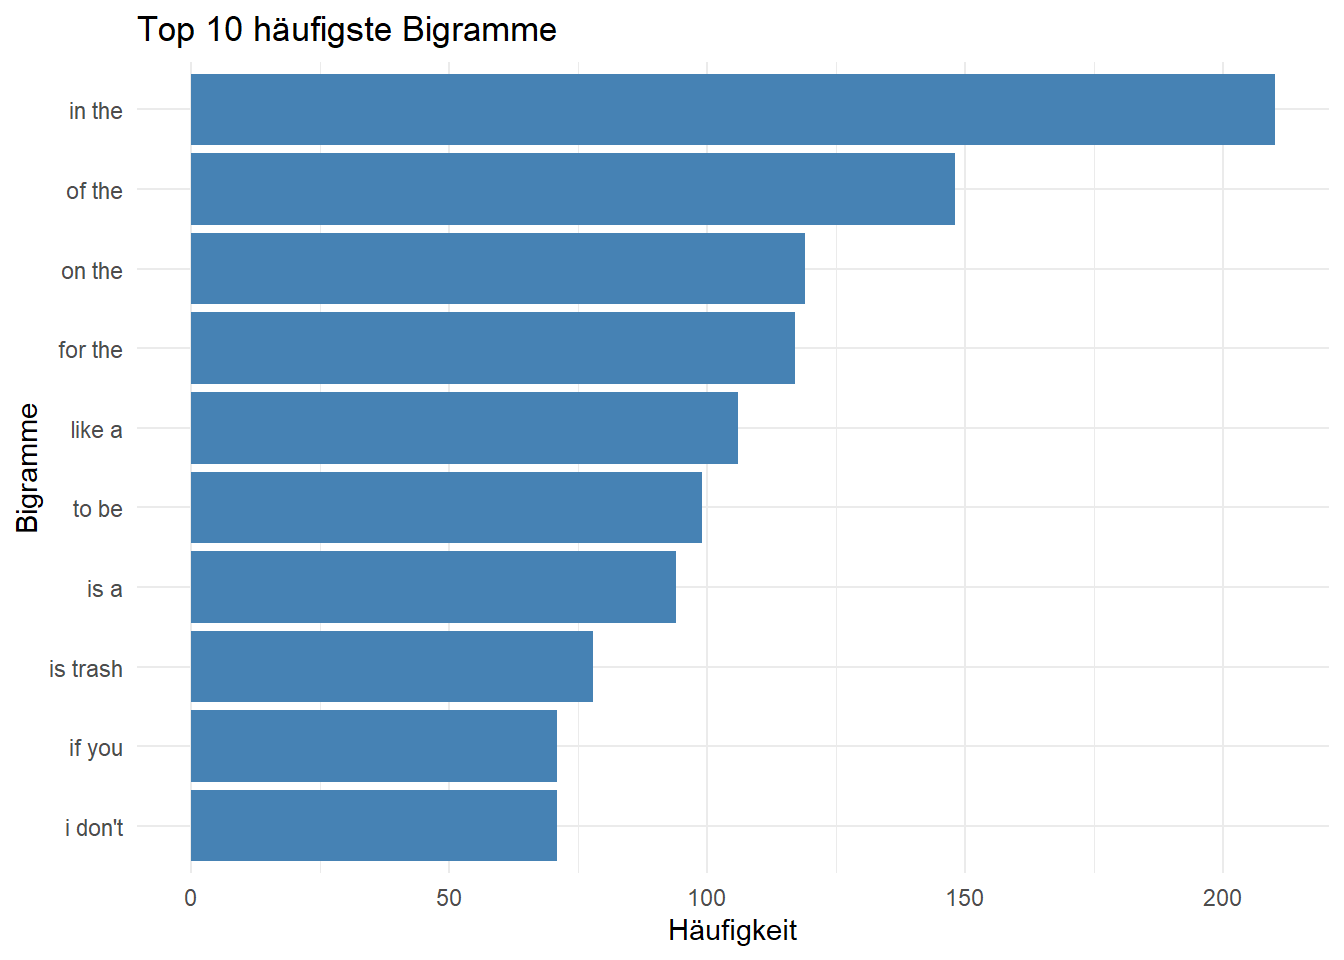 Top 10 häufigste Bigramme
Bigramme
in the
of the
on the
for the
like a
to be
is a
is trash
if you
i don't
0 50 100 150 200
Häufigkeit